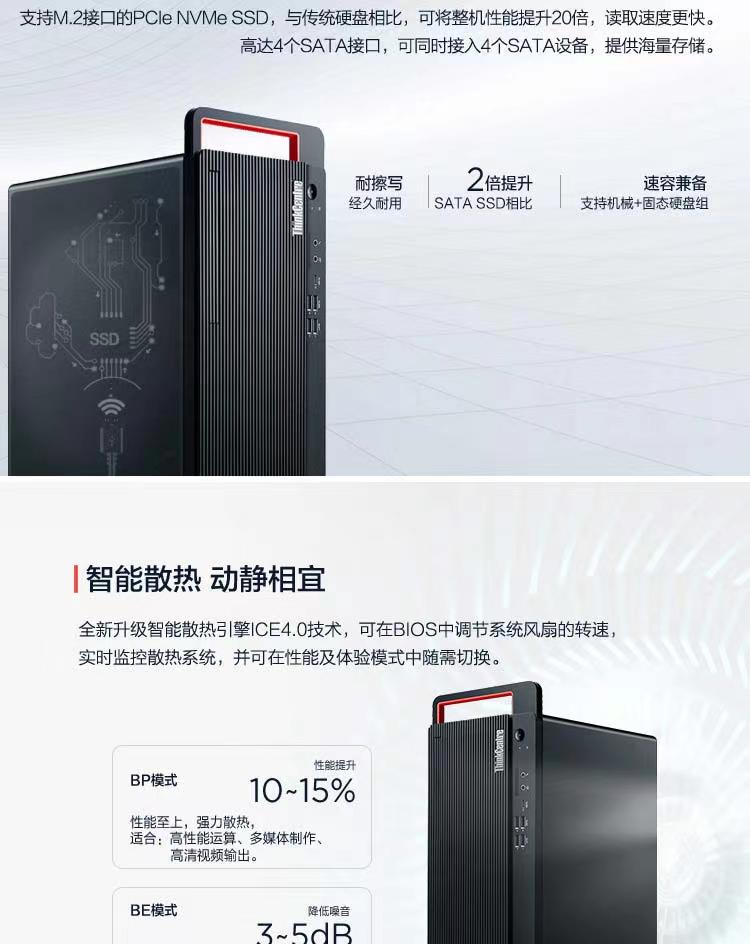 支持M.2接口的PCIe NVMe SSD，与传统硬盘相比，可将整机性能提升20倍，读取速度更快。
高达4个SATA接口，可同时接入4个SATA设备，提供海量存储。
耐擦写
经久耐用
2倍提升
SATA SSD相比
速容兼备
支持机械+固态硬盘组
ThinkCentre
SSD
智能散热 动静相宜
全新升级智能散热引擎ICE4.0技术，可在BIOS中调节系统风扇的转速，
实时监控散热系统，并可在性能及体验模式中随需切换。
ThinkCentre
BP模式
性能提升
10~15%
性能至上，强力散热，
适合：高性能运算、多媒体制作、
高清视频输出。
BE模式
降低噪音
3~5dB